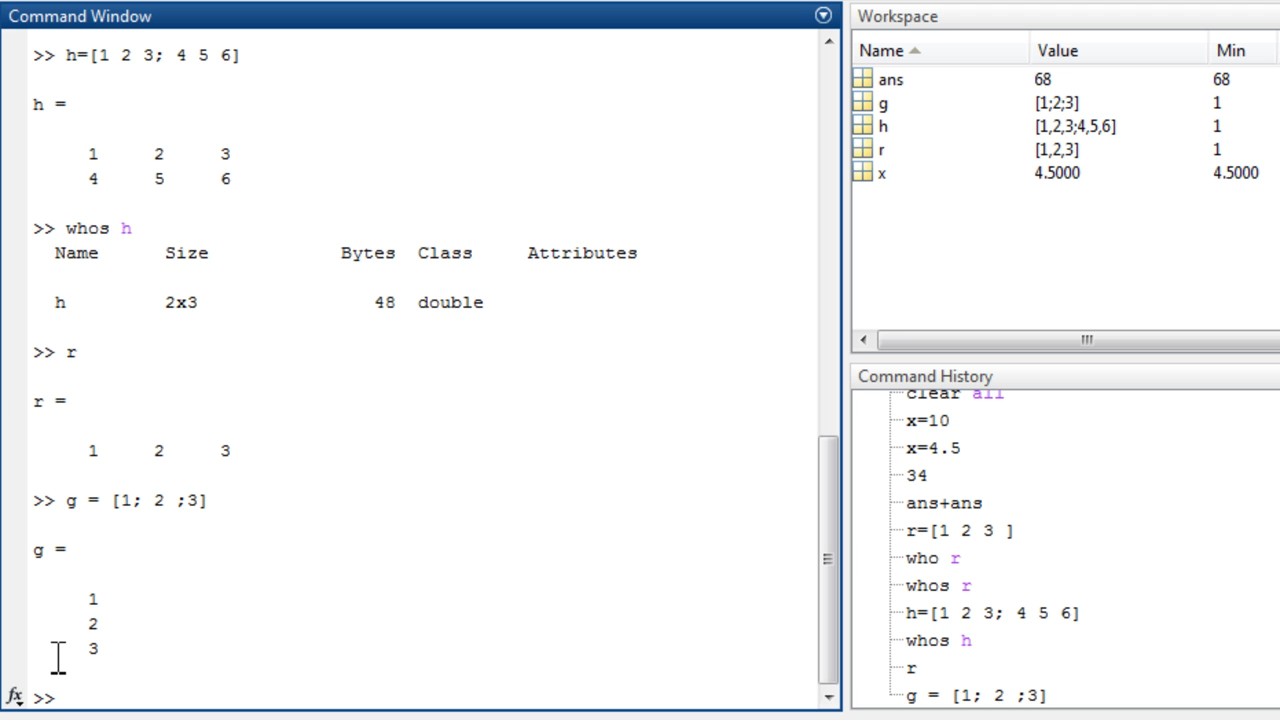 Command Window
>> h=[1 2 3; 4 5 6]
h =
1 2 3
4 5 6
>> whos h
Name Size Bytes Class Attributes
h 2x3 48 double
>> r
r =
1 2 3
>> g = [1; 2 ;3]
g =
1
2
3
fx >>
Workspace
Name Value Min
ans 68 68
g [1;2;3] 1
h [1,2,3;4,5,6] 1
r [1,2,3] 1
x 4.5000 4.5000
Command History
clear all
x=10
x=4.5
34
ans+ans
r=[1 2 3 ]
who r
whos r
h=[1 2 3; 4 5 6]
whos h
r
g = [1; 2 ;3]